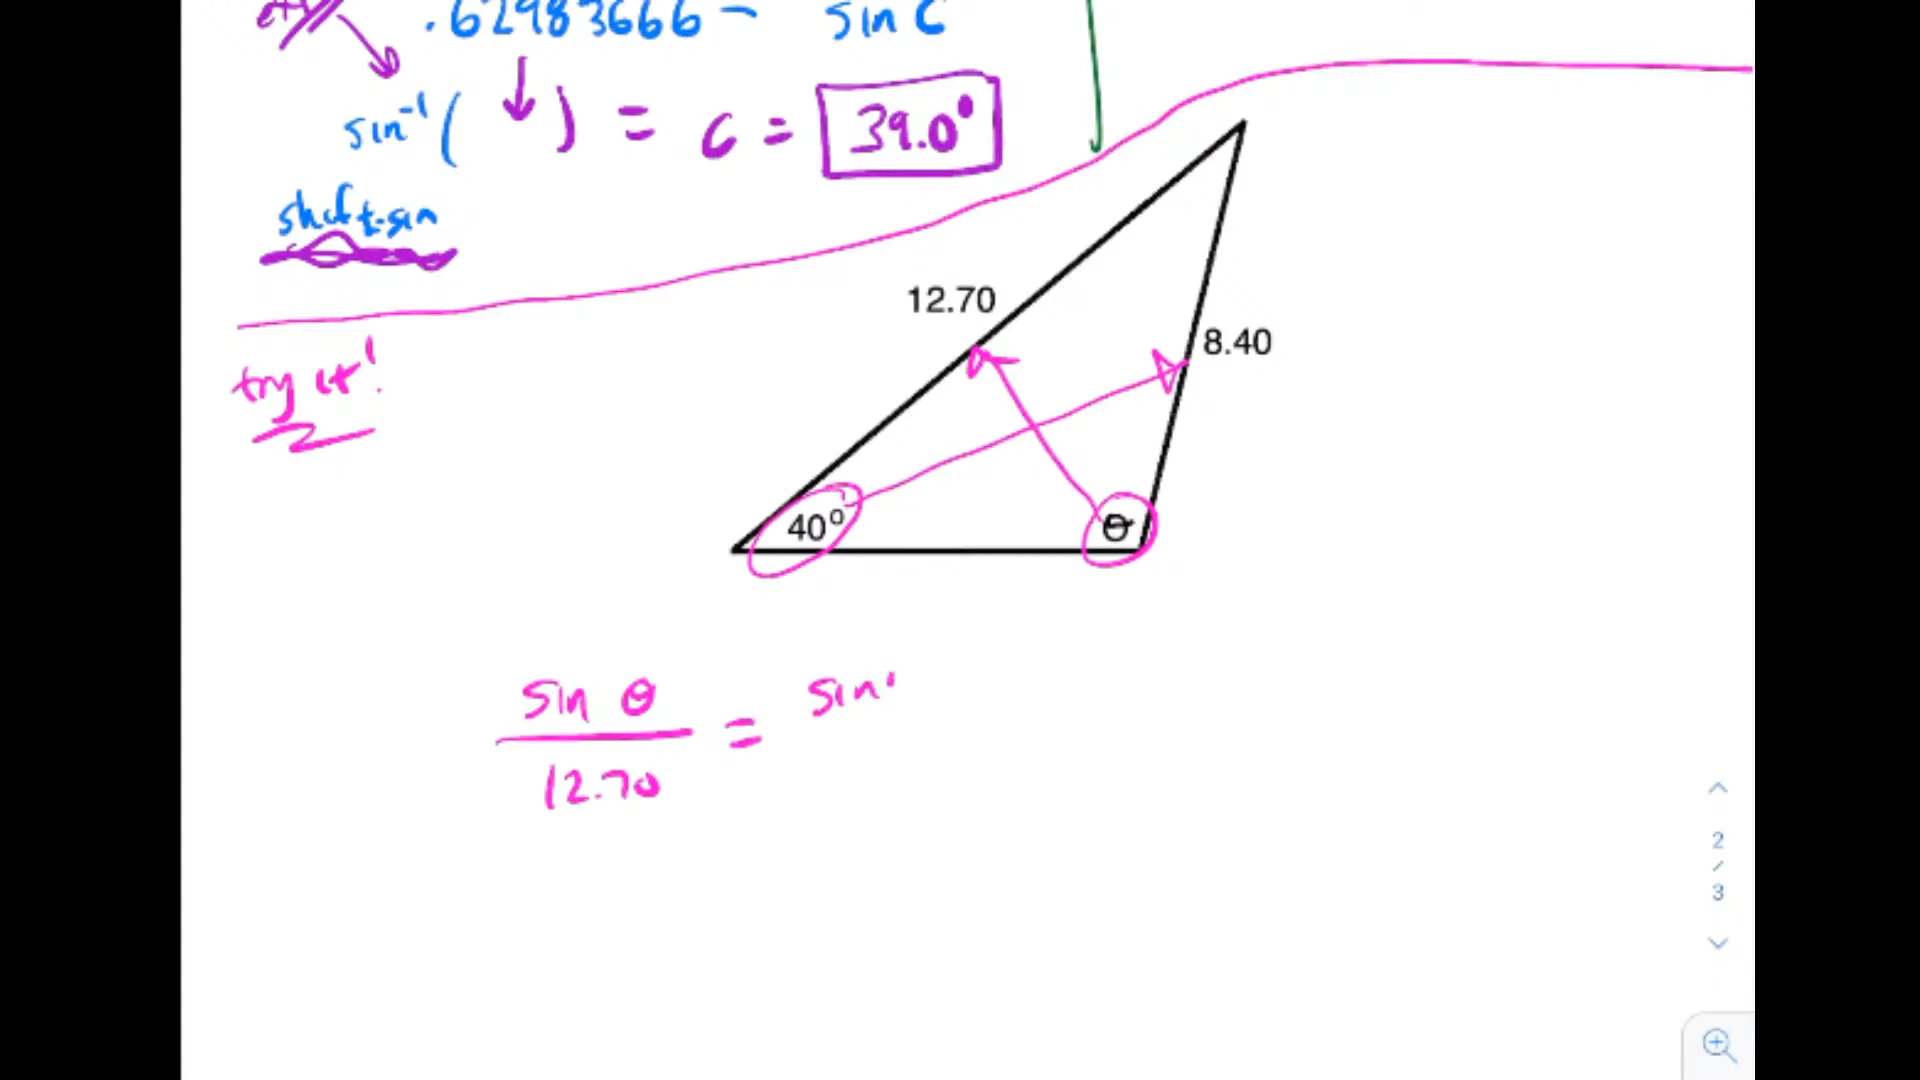 .62983666 = sin C
sin⁻¹( ↓ ) = C = 39.0°
shift-sin
12.70
8.40
try it!
40º
Θ
sin θ / 12.70 = sin
2
/
3